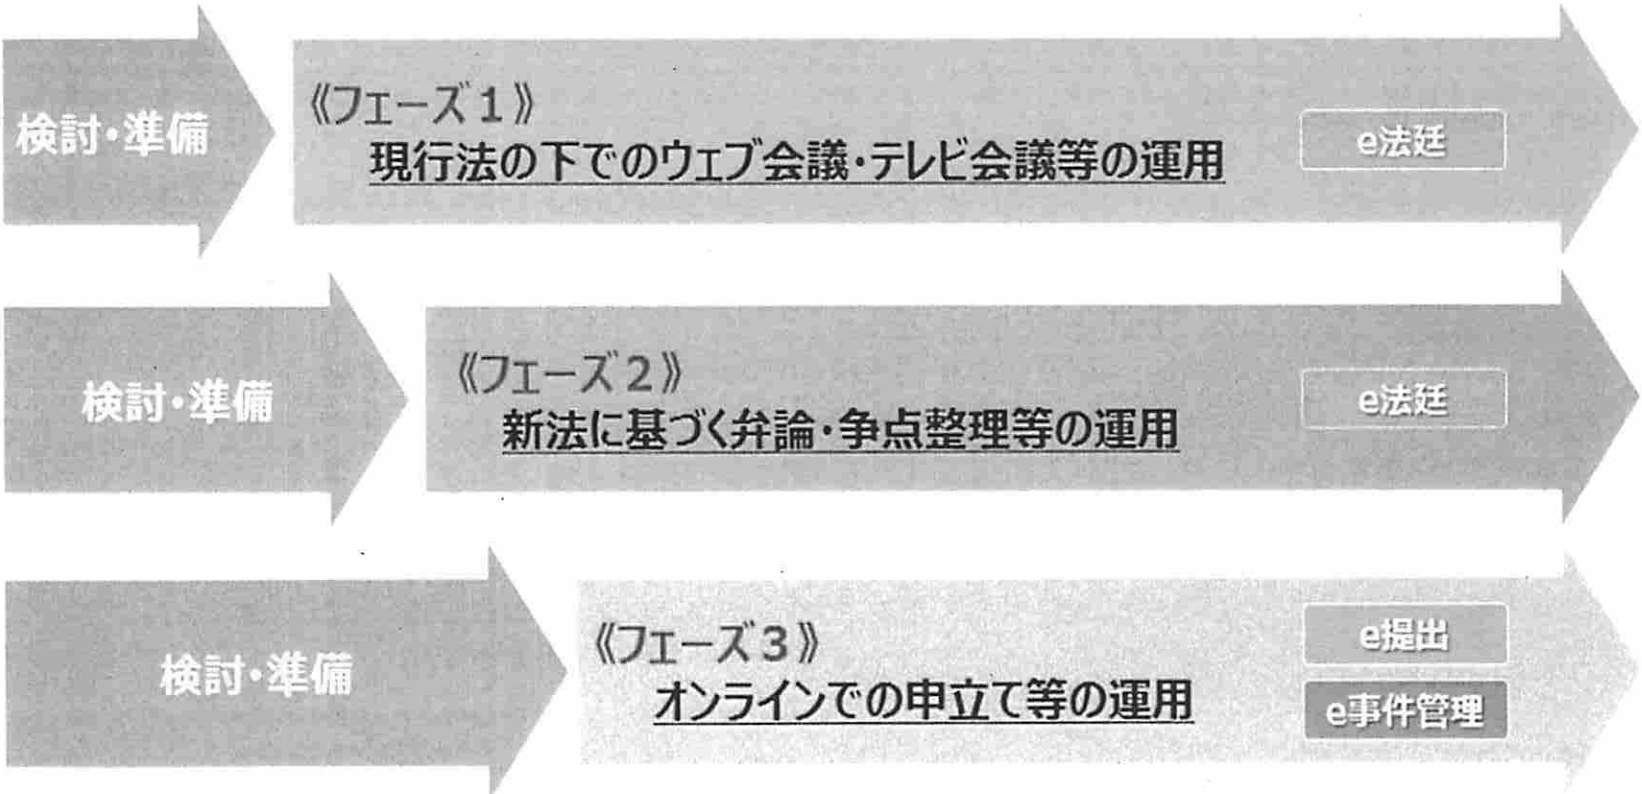 検討・準備
《フェーズ1》
現行法の下でのウェブ会議・テレビ会議等の運用
e法廷
検討・準備
《フェーズ2》
新法に基づく弁論・争点整理等の運用
e法廷
検討・準備
《フェーズ3》
オンラインでの申立て等の運用
e提出
e事件管理